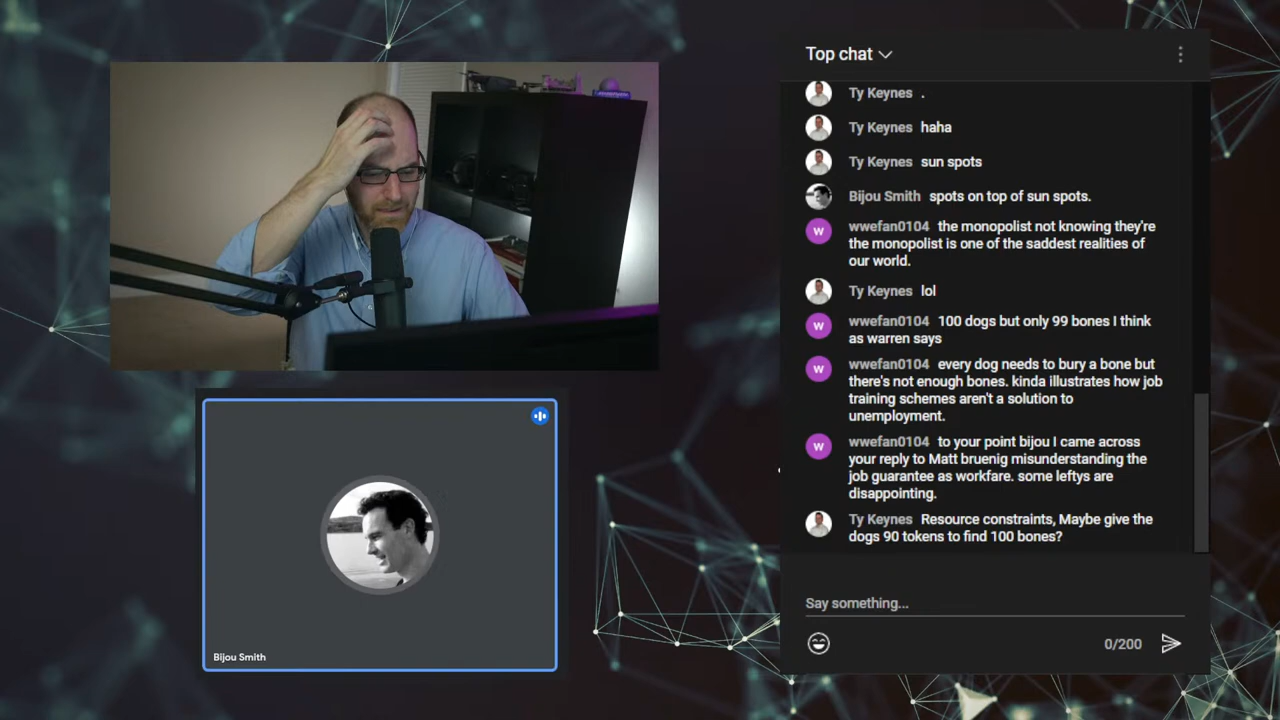 Top chat
Ty Keynes .
Ty Keynes haha
Ty Keynes sun spots
Bijou Smith spots on top of sun spots.
W
wwefan0104 the monopolist not knowing they're
the monopolist is one of the saddest realities of
our world.
Ty Keynes lol
W
wwefan0104 100 dogs but only 99 bones I think
as warren says
W
wwefan0104 every dog needs to bury a bone but
there's not enough bones. kinda illustrates how job
training schemes aren't a solution to
unemployment.
W
wwefan0104 to your point bijou I came across
your reply to Matt bruenig misunderstanding the
job guarantee as workfare. some leftys are
disappointing.
Ty Keynes Resource constraints, Maybe give the
dogs 90 tokens to find 100 bones?
Say something...
0/200
Bijou Smith